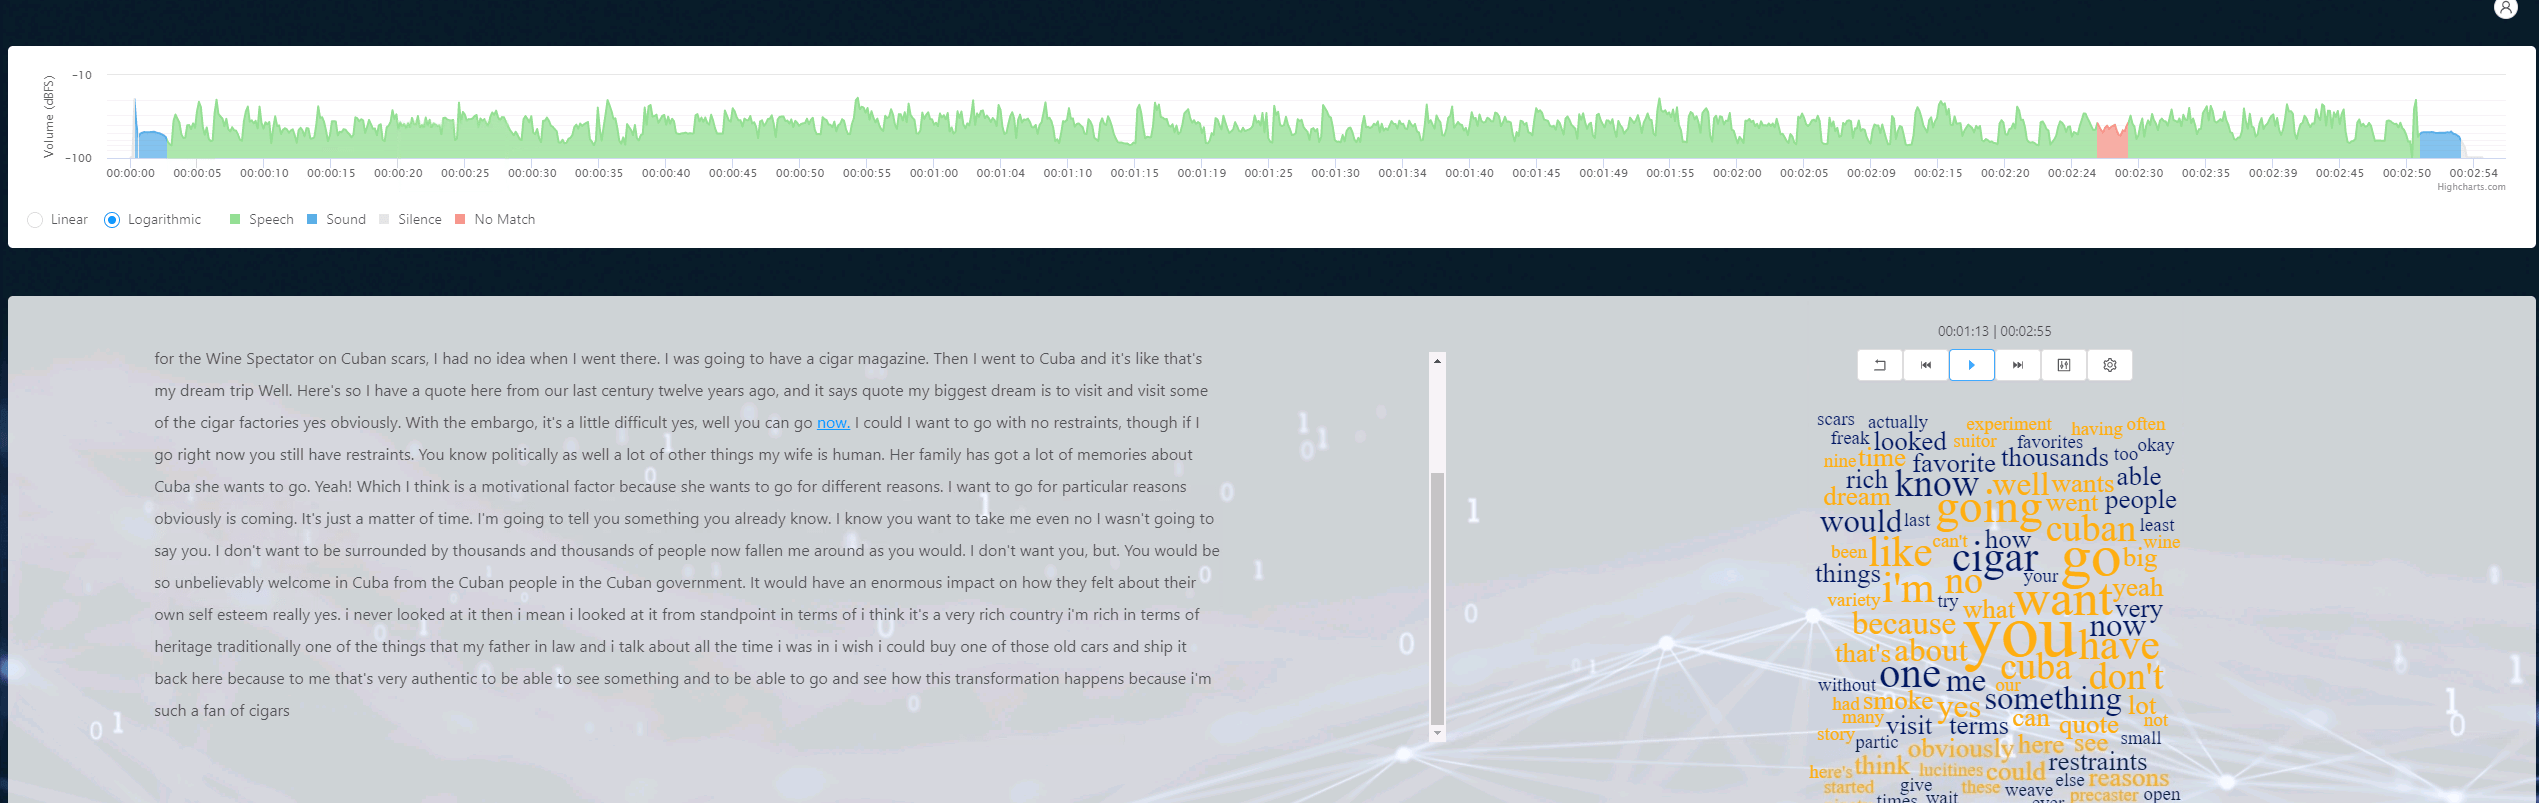 Volume (dBFS)
-10
-100
00:00:00 00:00:05 00:00:10 00:00:15 00:00:20 00:00:25 00:00:30 00:00:35 00:00:40 00:00:45 00:00:50 00:00:55 00:01:00 00:01:04 00:01:10 00:01:15 00:01:19 00:01:25 00:01:30 00:01:34 00:01:40 00:01:45 00:01:49 00:01:55 00:02:00 00:02:05 00:02:09 00:02:15 00:02:20 00:02:24 00:02:30 00:02:35 00:02:39 00:02:45 00:02:50 00:02:54
Highcharts.com
Linear Logarithmic Speech Sound Silence No Match
for the Wine Spectator on Cuban scars, I had no idea when I went there. I was going to have a cigar magazine. Then I went to Cuba and it's like that's
my dream trip Well. Here's so I have a quote here from our last century twelve years ago, and it says quote my biggest dream is to visit and visit some
of the cigar factories yes obviously. With the embargo, it's a little difficult yes, well you can go now. I could I want to go with no restraints, though if I
go right now you still have restraints. You know politically as well a lot of other things my wife is human. Her family has got a lot of memories about
Cuba she wants to go. Yeah! Which I think is a motivational factor because she wants to go for different reasons. I want to go for particular reasons
obviously is coming. It's just a matter of time. I'm going to tell you something you already know. I know you want to take me even no I wasn't going to
say you. I don't want to be surrounded by thousands and thousands of people now fallen me around as you would. I don't want you, but. You would be
so unbelievably welcome in Cuba from the Cuban people in the Cuban government. It would have an enormous impact on how they felt about their
own self esteem really yes. i never looked at it then i mean i looked at it from standpoint in terms of i think it's a very rich country i'm rich in terms of
heritage traditionally one of the things that my father in law and i talk about all the time i was in i wish i could buy one of those old cars and ship it
back here because to me that's very authentic to be able to see something and to be able to go and see how this transformation happens because i'm
such a fan of cigars
00:01:13 | 00:02:55
scars actually experiment having often
freak looked suitor favorites okay
nine time favorite thousands too
rich know well wants able
dream going went people
would last cuban least
been like can't how wine
things cigar your go big
variety i'm no try what want yeah
because very
you now
that's about have
one me cuba don't
without our
had smoke yes something lot
many visit terms can quote not
story partic obviously here see small
here's think lucitines could restraints
started give these weave else reasons
times wait ever precaster open